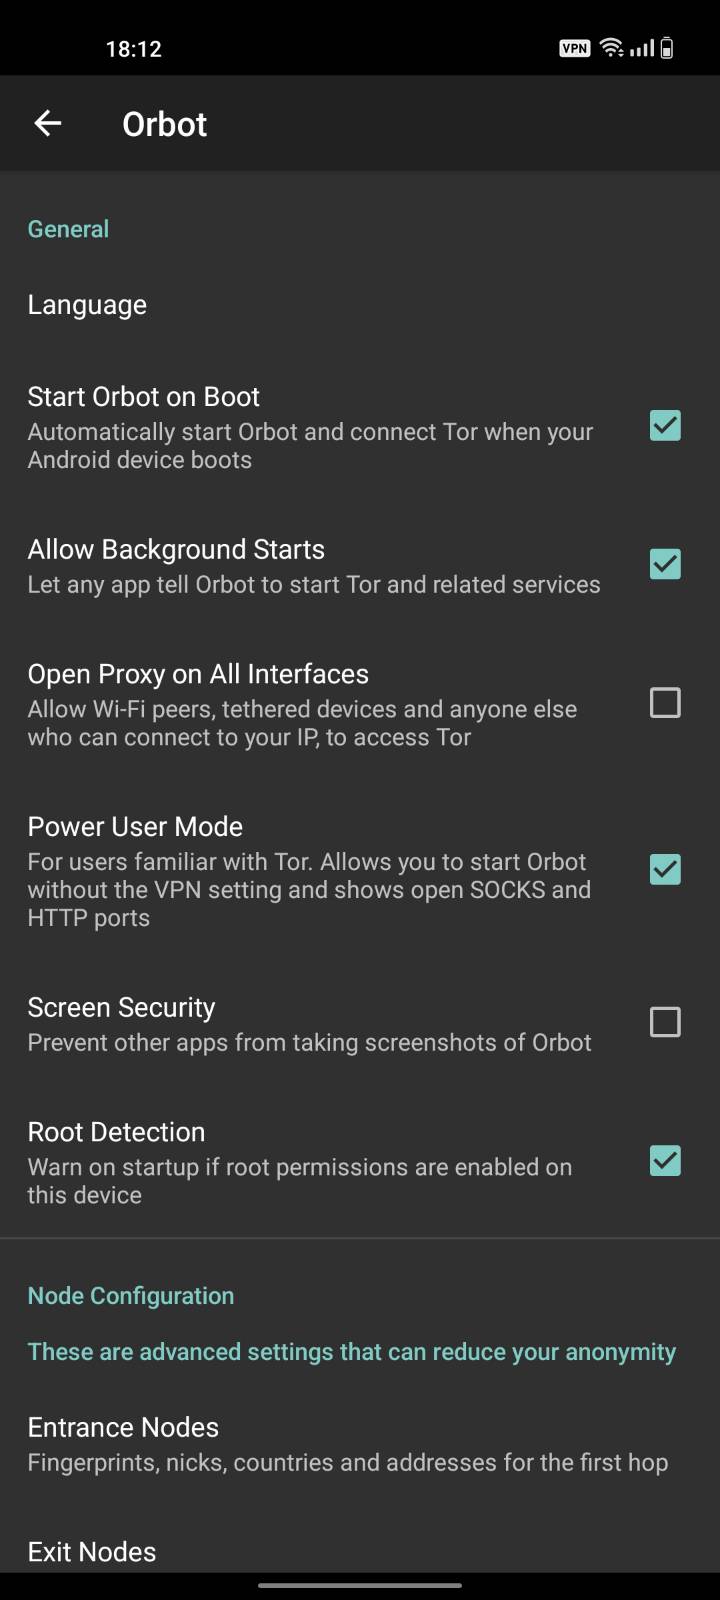 18:12
VPN
Orbot
General
Language
Start Orbot on Boot
Automatically start Orbot and connect Tor when your
Android device boots
Allow Background Starts
Let any app tell Orbot to start Tor and related services
Open Proxy on All Interfaces
Allow Wi-Fi peers, tethered devices and anyone else
who can connect to your IP, to access Tor
Power User Mode
For users familiar with Tor. Allows you to start Orbot
without the VPN setting and shows open SOCKS and
HTTP ports
Screen Security
Prevent other apps from taking screenshots of Orbot
Root Detection
Warn on startup if root permissions are enabled on
this device
Node Configuration
These are advanced settings that can reduce your anonymity
Entrance Nodes
Fingerprints, nicks, countries and addresses for the first hop
Exit Nodes